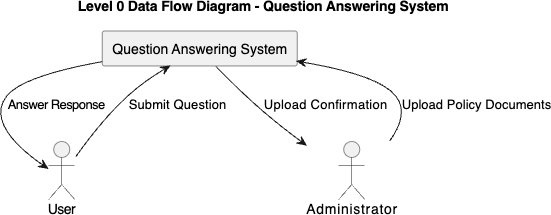 Level 0 Data Flow Diagram - Question Answering System
Question Answering System
Answer Response
Submit Question
Upload Confirmation
Upload Policy Documents
User
Administrator